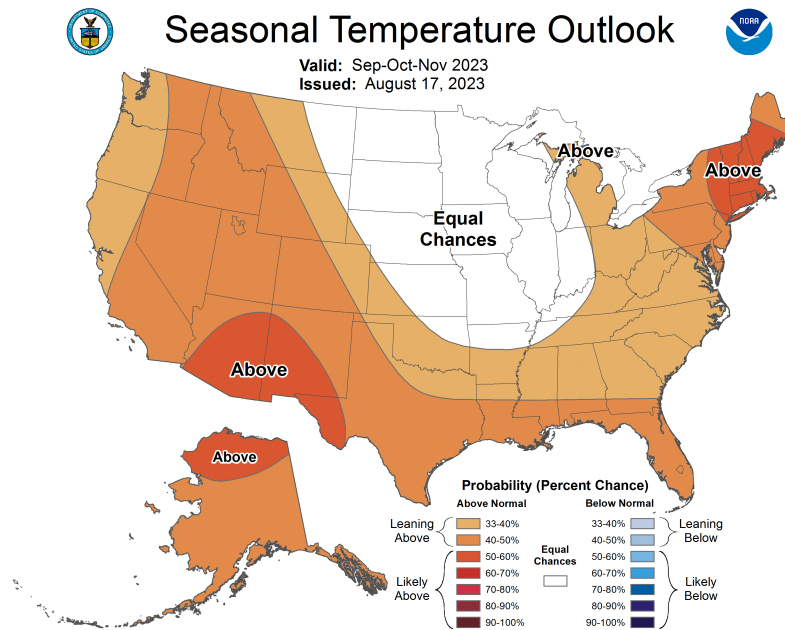 Seasonal Temperature Outlook
NOAA
Valid: Sep-Oct-Nov 2023
Issued: August 17, 2023
Above
Above
Equal
Chances
Above
Above
Probability (Percent Chance)
Above Normal
Below Normal
Leaning
Above
33-40%
40-50%
Likely
Above
50-60%
60-70%
70-80%
80-90%
90-100%
Equal
Chances
33-40%
40-50%
Leaning
Below
50-60%
60-70%
70-80%
80-90%
90-100%
Likely
Below